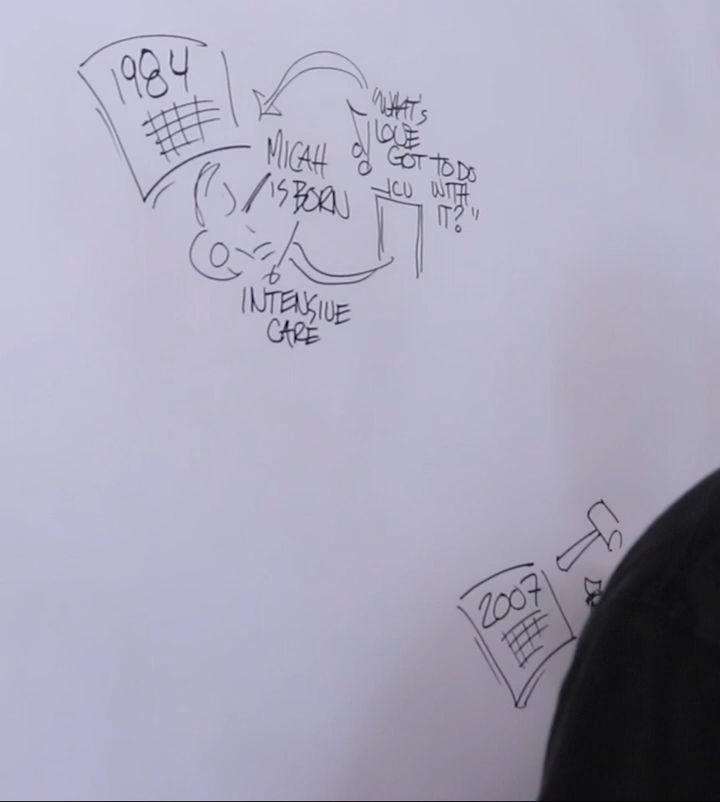 1984
MICAH
IS BORN
"WHAT'S
LOVE
GOT TO DO
WITH
IT?"
ICU
INTENSIVE
CARE
2007